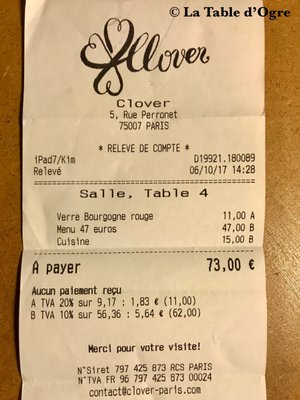 © La Table d'Ogre
Clover
Clover
5, Rue Perronet
75007 PARIS
* RELEVE DE COMPTE *
iPad7/Kim D19921.180089
Relevé 06/10/17 14:28
Salle, Table 4
Verre Bourgogne rouge 11,00 A
Menu 47 euros 47,00 B
Cuisine 15,00 B
A payer 73,00 €
Aucun paiement reçu
A TVA 20% sur 9,17 : 1,83 € (11,00)
B TVA 10% sur 56,36 : 5,64 € (62,00)
Merci pour votre visite!
N°Siret 797 425 873 RCS PARIS
N°TVA FR 96 797 425 873 00024
contact@clover-paris.com